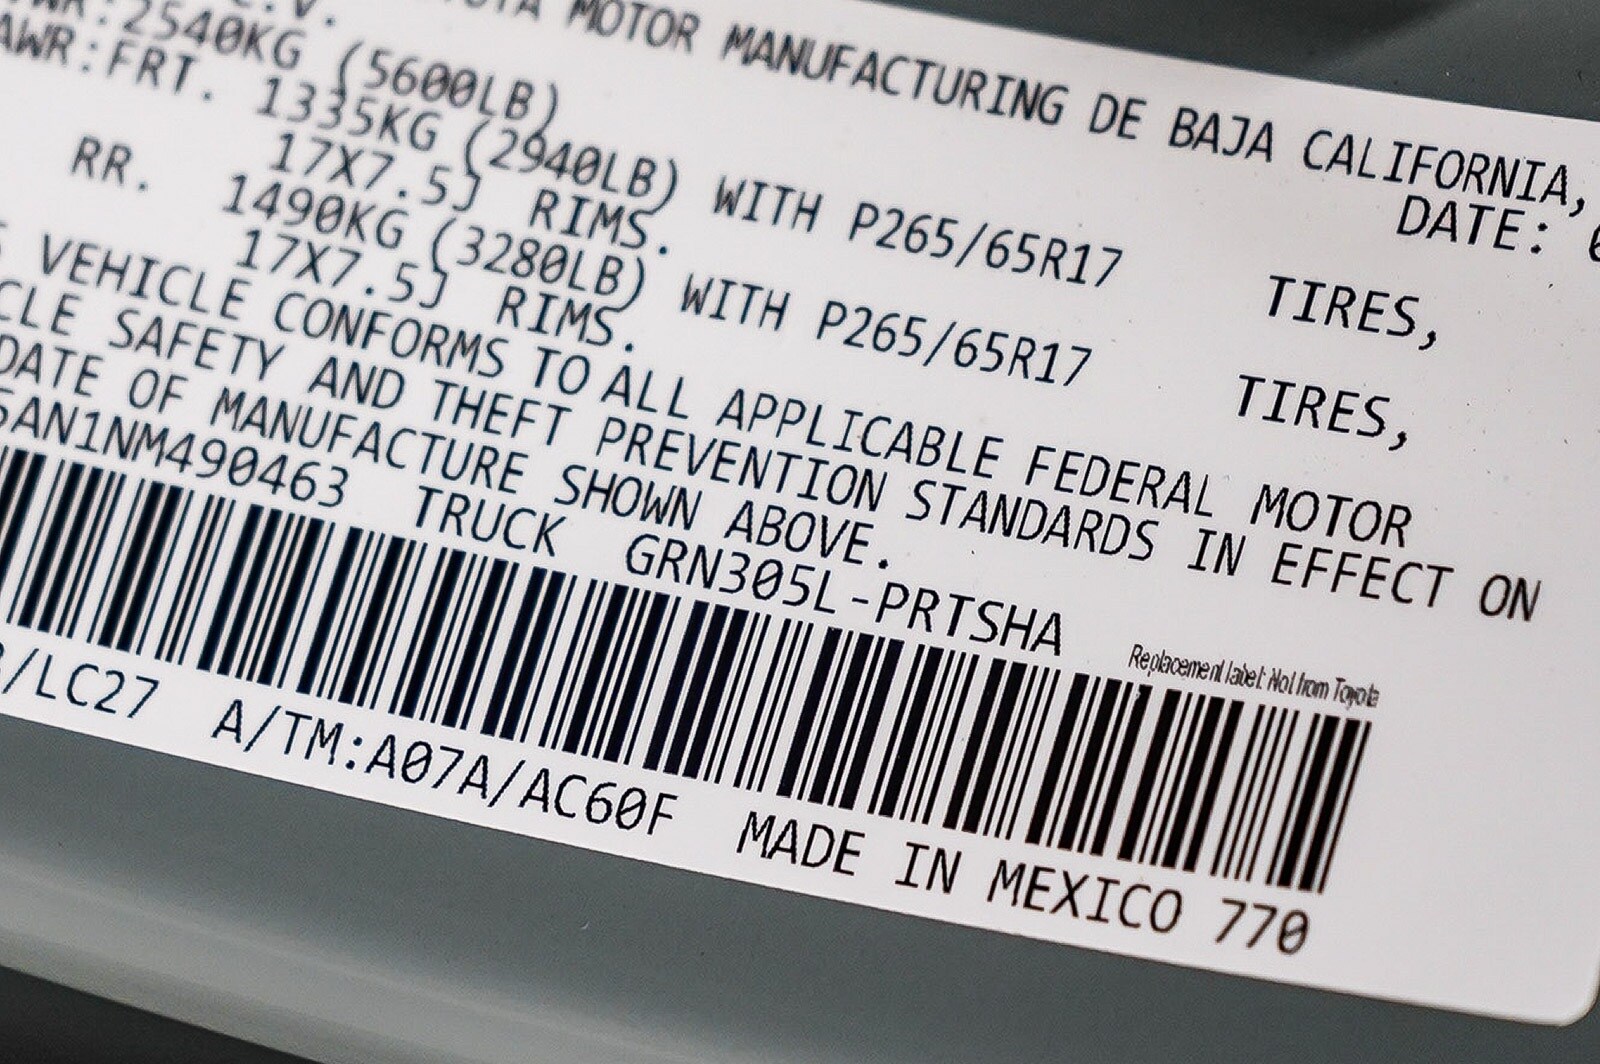 MOTOR MANUFACTURING DE BAJA CALIFORNIA,
DATE:
2540KG (5600LB)
FRT. 1335KG (2940LB) WITH P265/65R17 TIRES,
17X7.5J RIMS.
RR. 1490KG (3280LB) WITH P265/65R17 TIRES,
17X7.5J RIMS.
VEHICLE CONFORMS TO ALL APPLICABLE FEDERAL MOTOR
CLE SAFETY AND THEFT PREVENTION STANDARDS IN EFFECT ON
DATE OF MANUFACTURE SHOWN ABOVE.
5AN1NM490463 TRUCK GRN305L-PRTSHA
Replacement label: Not from Toyota
/LC27 A/TM:A07A/AC60F MADE IN MEXICO 770